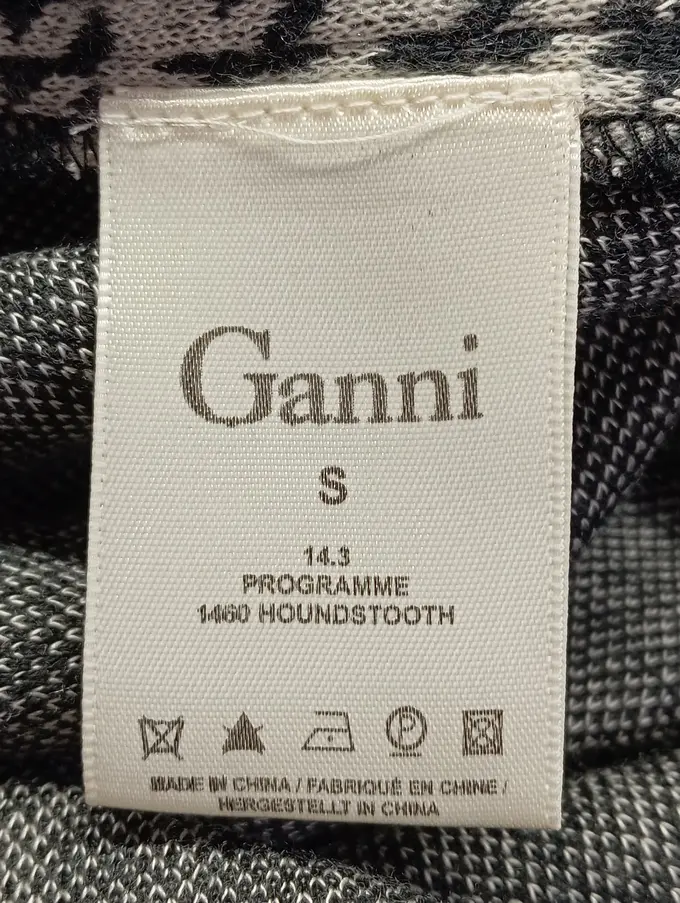 Ganni
S
14.3
PROGRAMME
1460 HOUNDSTOOTH
P
MADE IN CHINA / FABRIQUÉ EN CHINE /
HERGESTELLT IN CHINA